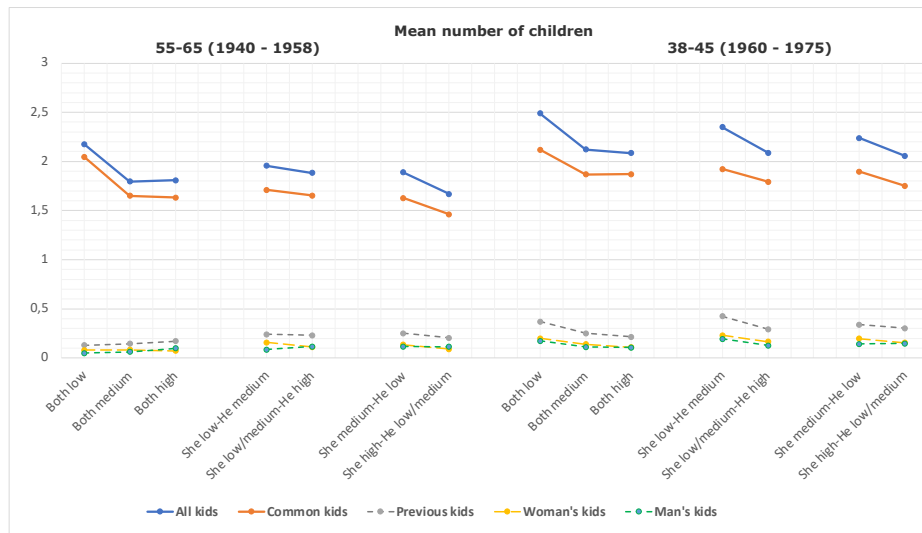 Mean number of children
55-65 (1940 - 1958)
38-45 (1960 - 1975)
3
2,5
2
1,5
1
0,5
0
Both low
Both medium
Both high
She low-He medium
She low/medium-He high
She medium-He low
She high-He low/medium
Both low
Both medium
Both high
She low-He medium
She low/medium-He high
She medium-He low
She high-He low/medium
All kids
Common kids
Previous kids
Woman's kids
Man's kids